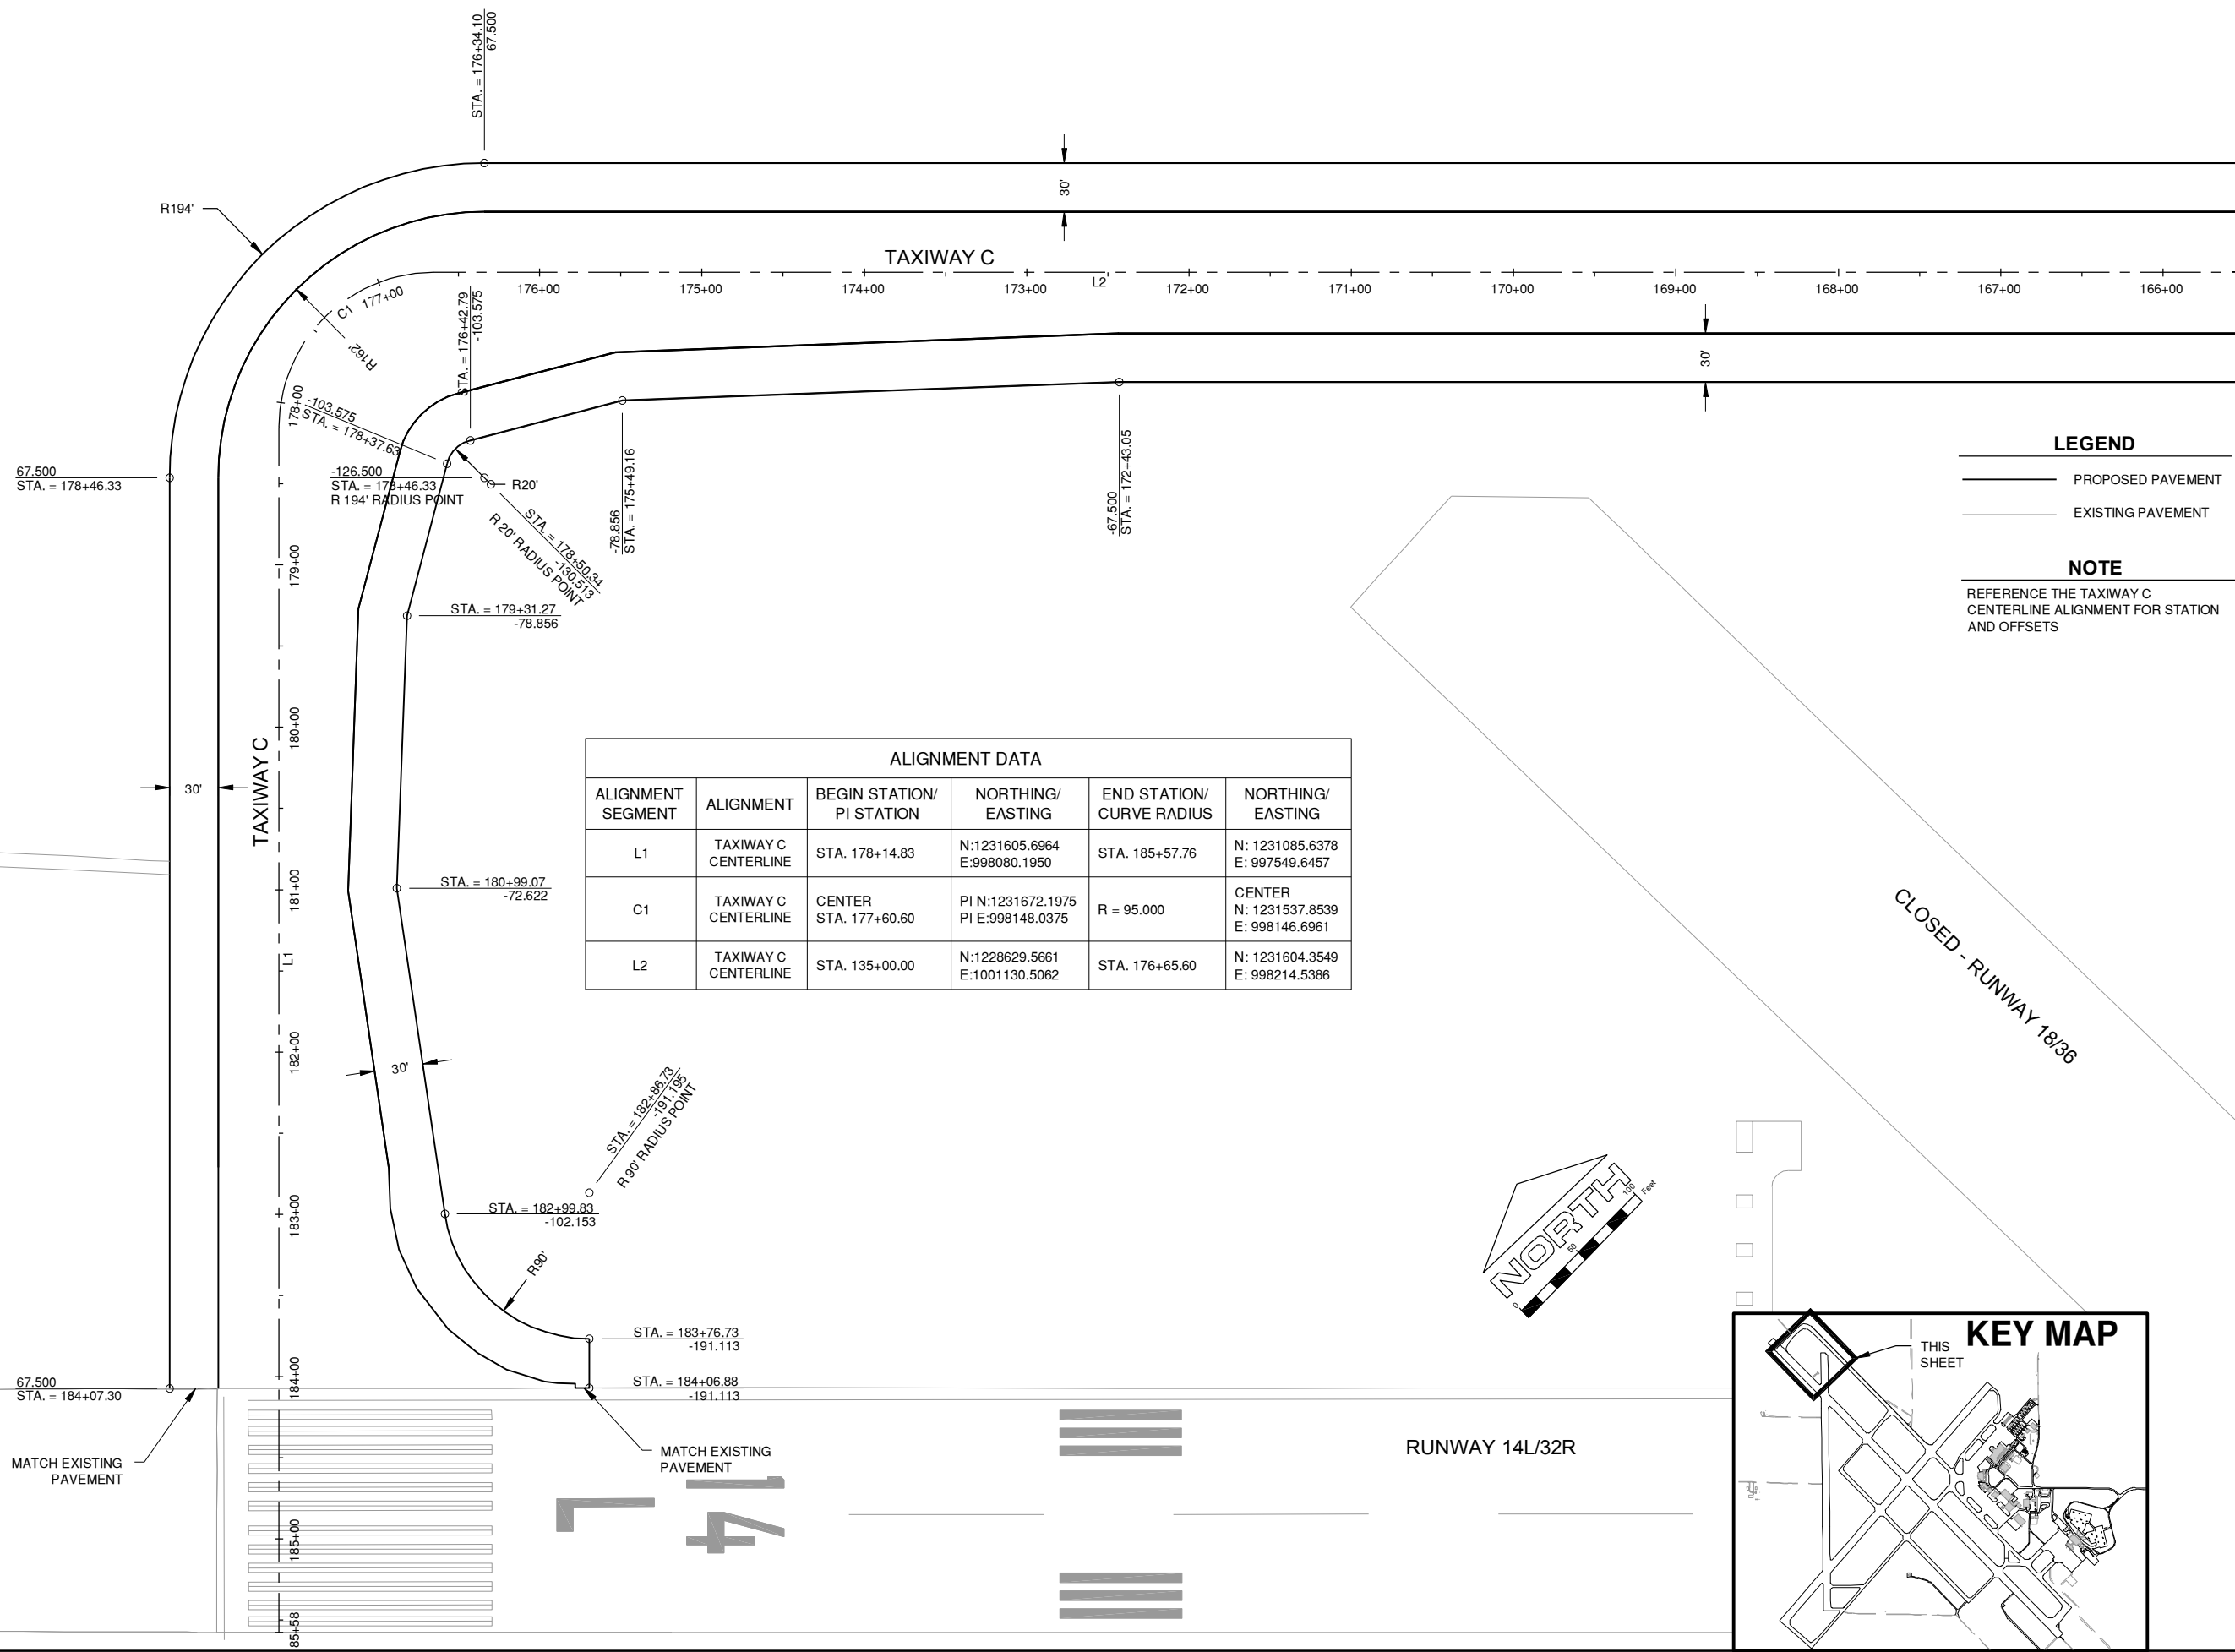 STA. = 176+34.10
67.500
R194'
30'
TAXIWAY C
176+00
175+00
174+00
173+00
L2
172+00
171+00
170+00
169+00
168+00
167+00
166+00
C1
177+00
R162'
STA. = 176+42.79
-103.575
30'
178+00
-103.575
STA. = 178+37.63
67.500
STA. = 178+46.33
-126.500
STA. = 178+46.33
R 194' RADIUS POINT
R20'
STA. = 178+50.34
-130.513
R 20' RADIUS POINT
-78.856
STA. = 175+49.16
-67.500
STA. = 172+43.05
LEGEND
PROPOSED PAVEMENT
EXISTING PAVEMENT
NOTE
REFERENCE THE TAXIWAY C
CENTERLINE ALIGNMENT FOR STATION
AND OFFSETS
179+00
STA. = 179+31.27
-78.856
180+00
TAXIWAY C
30'
ALIGNMENT DATA
ALIGNMENT SEGMENT
ALIGNMENT
BEGIN STATION/ PI STATION
NORTHING/ EASTING
END STATION/ CURVE RADIUS
NORTHING/ EASTING
L1
TAXIWAY C CENTERLINE
STA. 178+14.83
N:1231605.6964
E:998080.1950
STA. 185+57.76
N: 1231085.6378
E: 997549.6457
C1
TAXIWAY C CENTERLINE
CENTER
STA. 177+60.60
PI N:1231672.1975
PI E:998148.0375
R = 95.000
CENTER
N: 1231537.8539
E: 998146.6961
L2
TAXIWAY C CENTERLINE
STA. 135+00.00
N:1228629.5661
E:1001130.5062
STA. 176+65.60
N: 1231604.3549
E: 998214.5386
181+00
STA. = 180+99.07
-72.622
L1
CLOSED - RUNWAY 18/36
182+00
30'
STA. = 182+86.73
-191.195
R 90' RADIUS POINT
183+00
STA. = 182+99.83
-102.153
R90'
NORTH
0
50
100
Feet
STA. = 183+76.73
-191.113
184+00
STA. = 184+06.88
-191.113
67.500
STA. = 184+07.30
MATCH EXISTING
PAVEMENT
MATCH EXISTING
PAVEMENT
RUNWAY 14L/32R
L
14
185+00
85+58
KEY MAP
THIS
SHEET